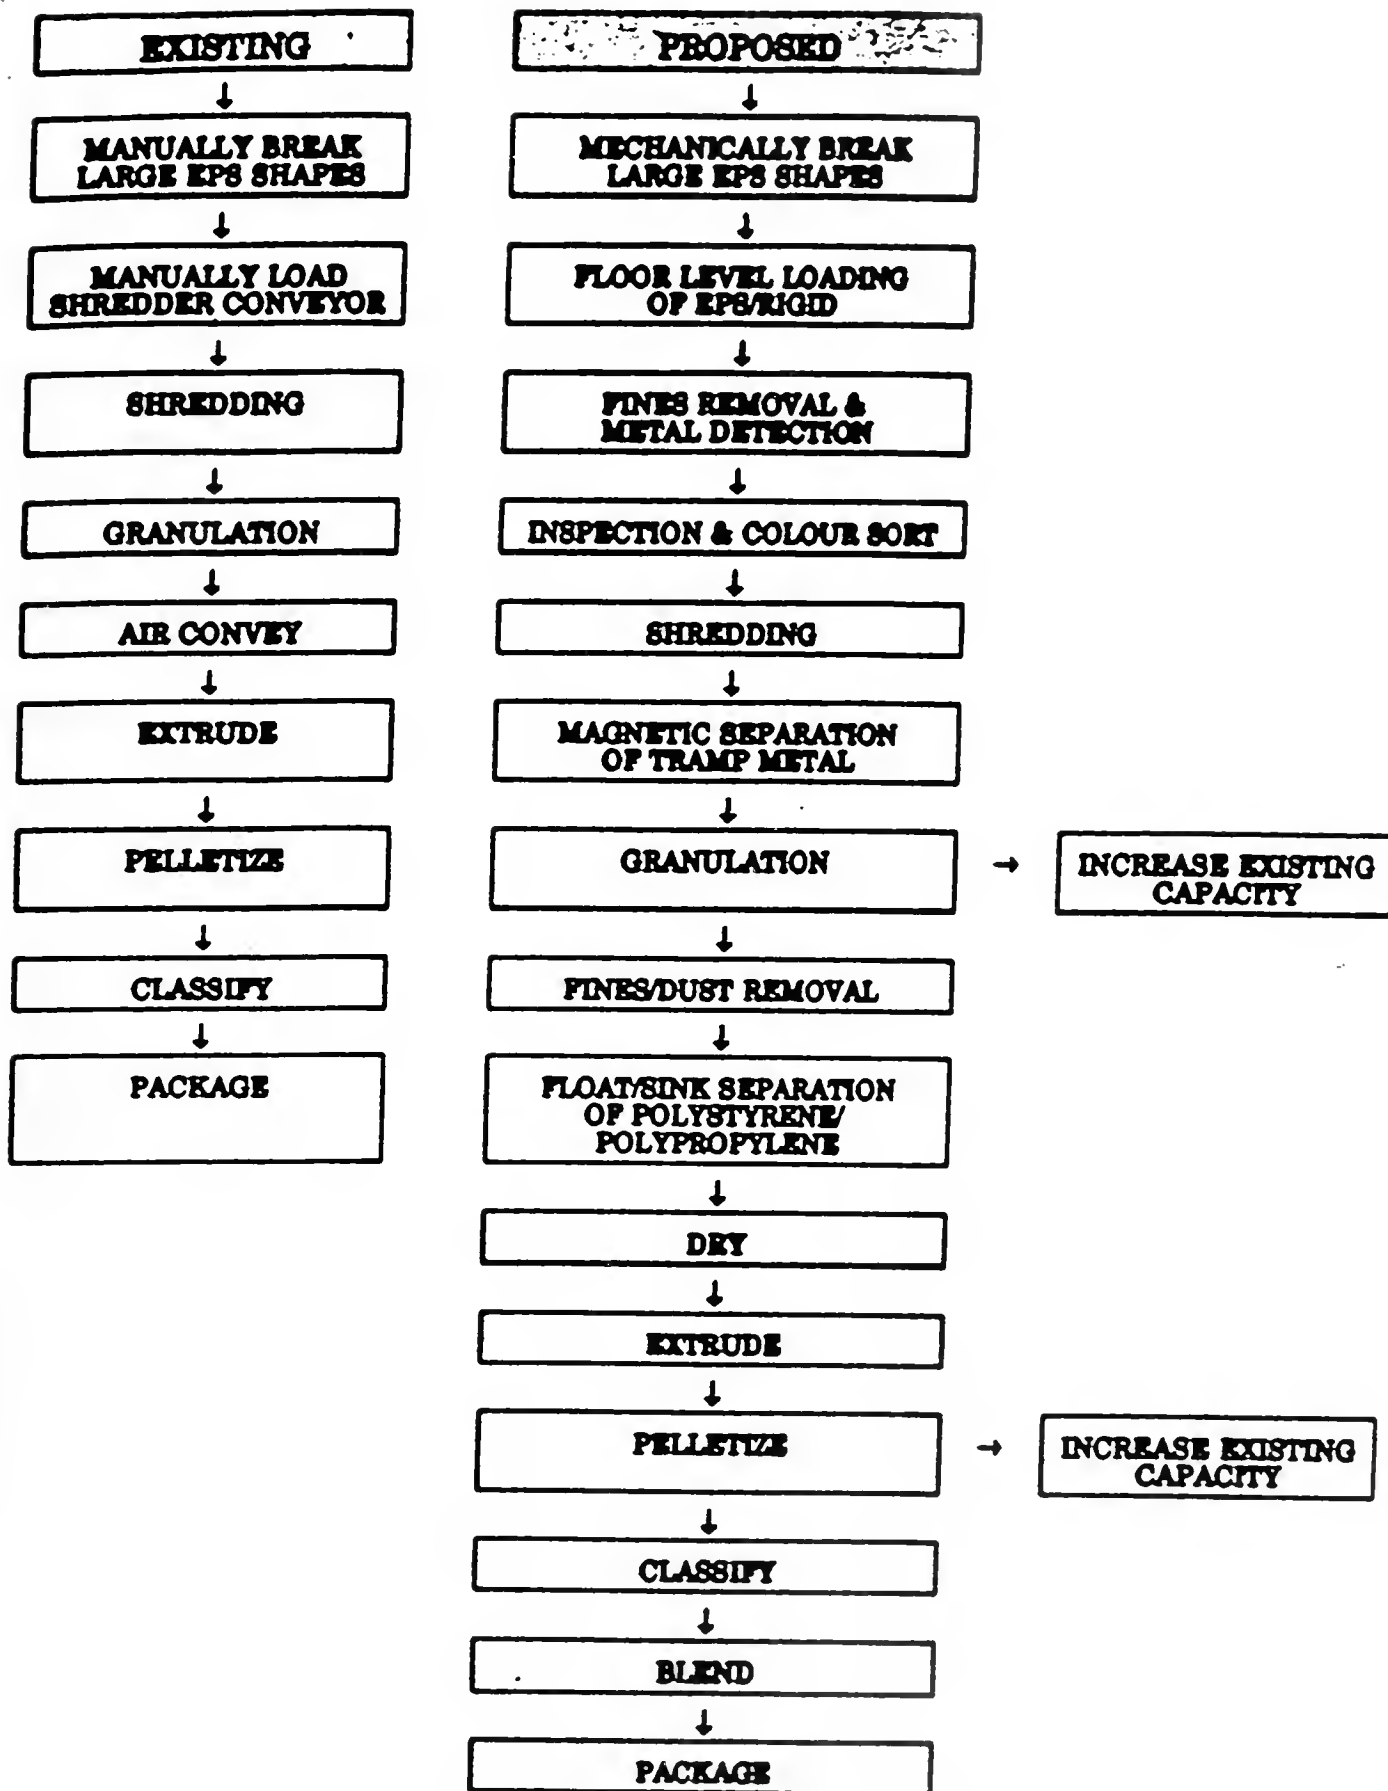 EXISTING
MANUALLY BREAK
LARGE EPS SHAPES
MANUALLY LOAD
SHREDDER CONVEYOR
SHREDDING
GRANULATION
AIR CONVEY
EXTRUDE
PELLETIZE
CLASSIFY
PACKAGE
PROPOSED
MECHANICALLY BREAK
LARGE EPS SHAPES
FLOOR LEVEL LOADING
OF EPS/RIGID
FINES REMOVAL &
METAL DETECTION
INSPECTION & COLOUR SORT
SHREDDING
MAGNETIC SEPARATION
OF TRAMP METAL
GRANULATION
INCREASE EXISTING
CAPACITY
FINES/DUST REMOVAL
FLOAT/SINK SEPARATION
OF POLYSTYRENE/
POLYPROPYLENE
DRY
EXTRUDE
PELLETIZE
INCREASE EXISTING
CAPACITY
CLASSIFY
BLEND
PACKAGE